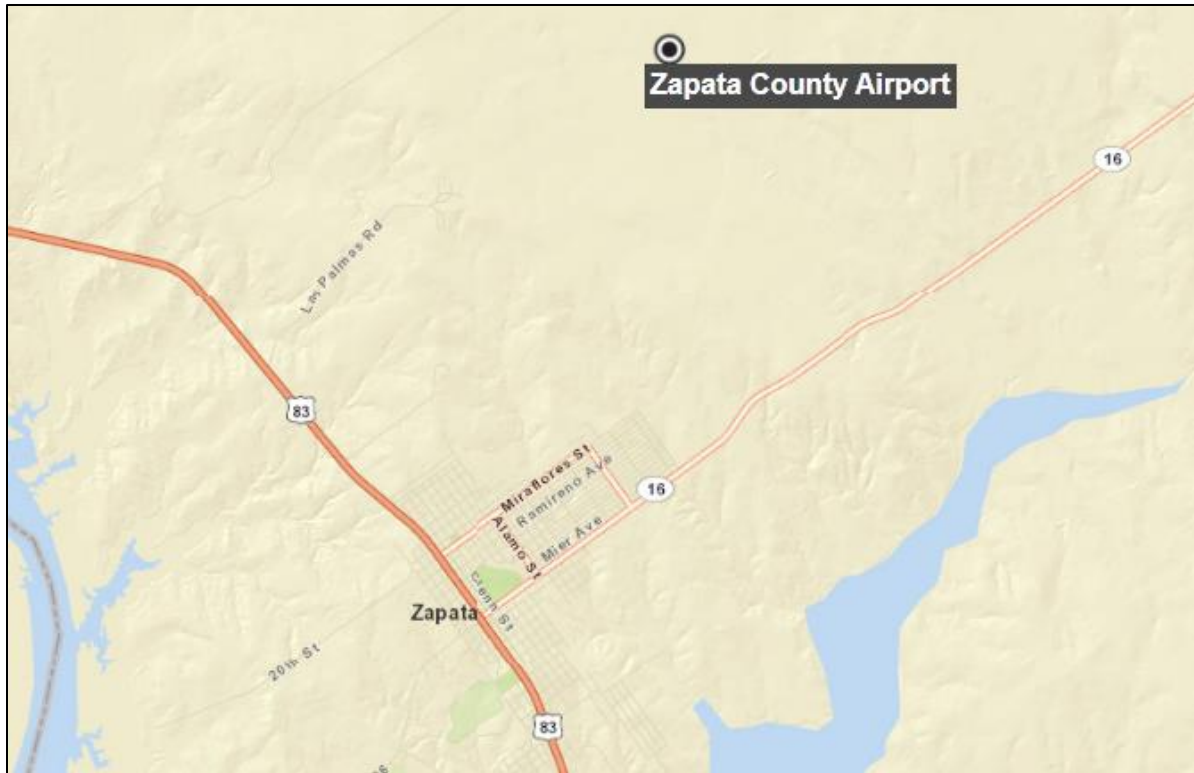 Zapata County Airport
16
Las Palmas Rd
83
Miraflores St
Ramireno Ave
16
Alamo St
Mier Ave
Glenn St
Zapata
20th St
83